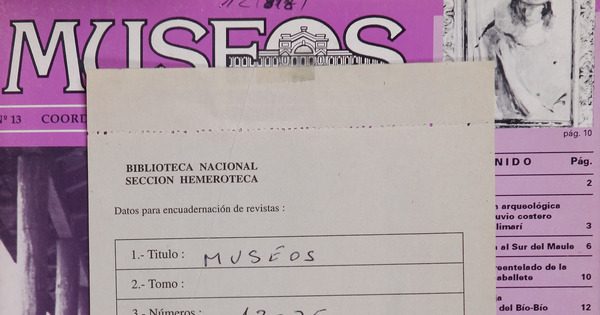 MUSEOS
Nº 13 COORD
pág. 10
BIBLIOTECA NACIONAL
SECCION HEMEROTECA
Datos para encuadernación de revistas :
1.- Titulo : MUSEOS
2.- Tomo :
3.- Números :
NIDO Pág.
2
n arqueológica
uvio costero
limarí 3
o al Sur del Maule 6
reentelado de la
aballete 10
a
del Bío-Bío 12